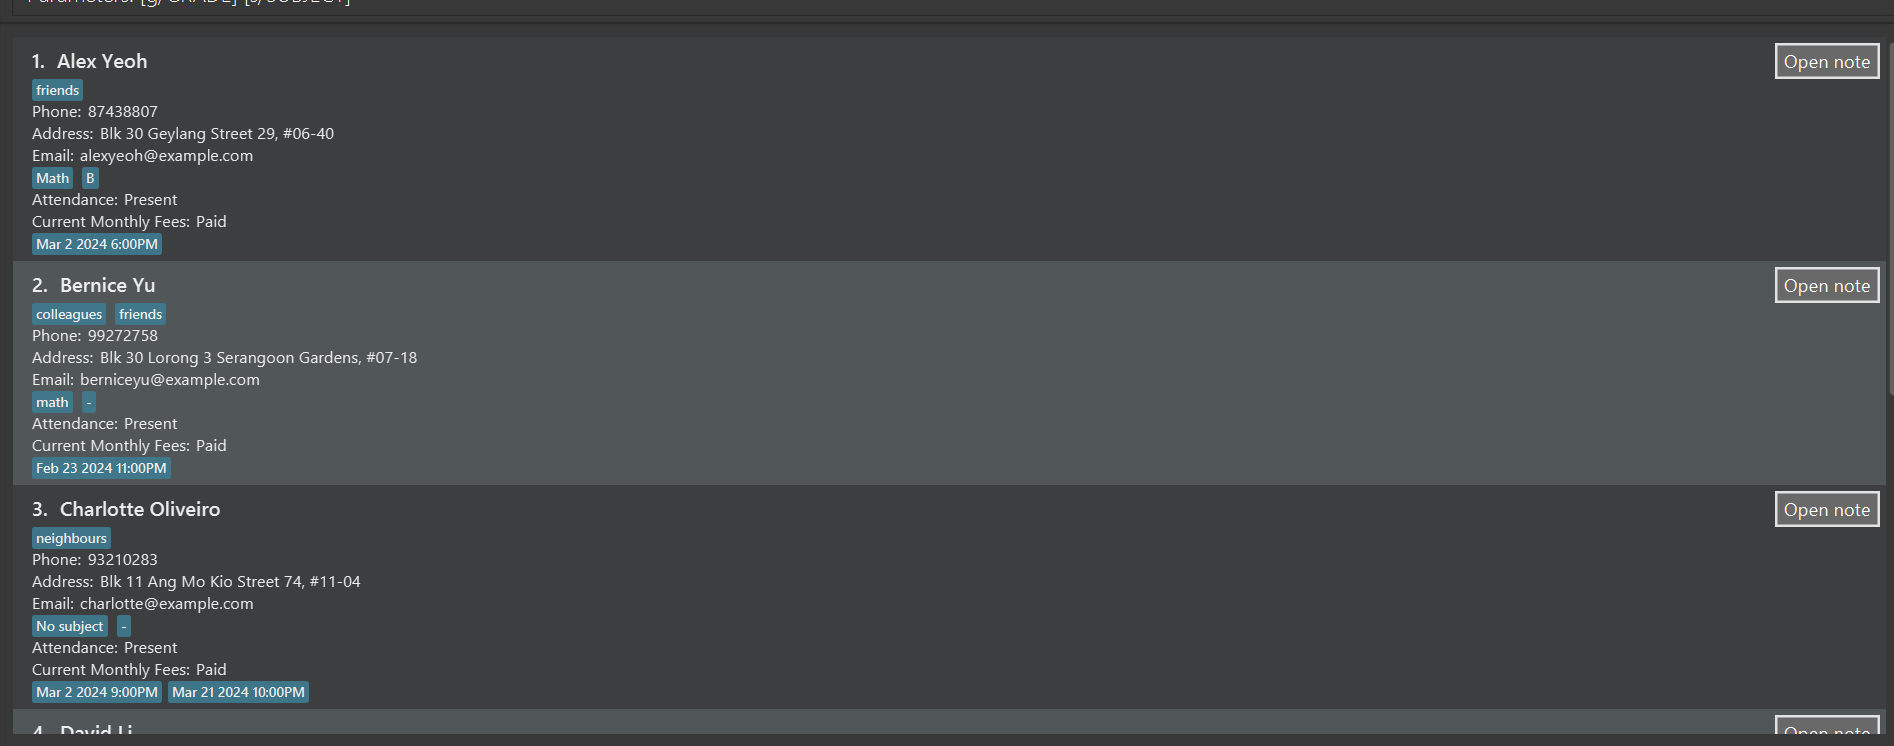 Parameters: [g/GRADE] [s/SUBJECT]
1. Alex Yeoh
Open note
friends
Phone: 87438807
Address: Blk 30 Geylang Street 29, #06-40
Email: alexyeoh@example.com
Math B
Attendance: Present
Current Monthly Fees: Paid
Mar 2 2024 6:00PM
2. Bernice Yu
Open note
colleagues friends
Phone: 99272758
Address: Blk 30 Lorong 3 Serangoon Gardens, #07-18
Email: berniceyu@example.com
math -
Attendance: Present
Current Monthly Fees: Paid
Feb 23 2024 11:00PM
3. Charlotte Oliveiro
Open note
neighbours
Phone: 93210283
Address: Blk 11 Ang Mo Kio Street 74, #11-04
Email: charlotte@example.com
No subject -
Attendance: Present
Current Monthly Fees: Paid
Mar 2 2024 9:00PM Mar 21 2024 10:00PM
4. David Li
Open note